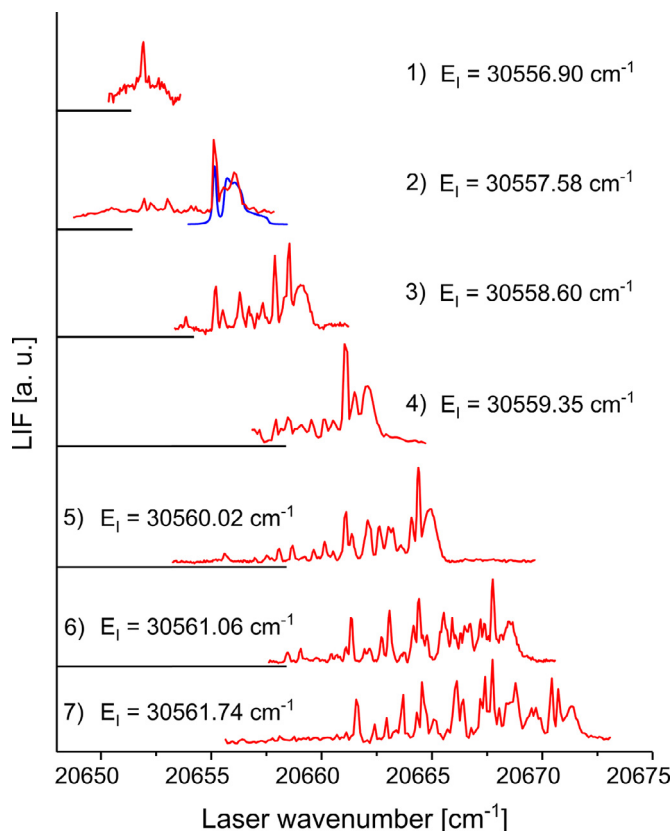 1) E_I = 30556.90 cm⁻¹
2) E_I = 30557.58 cm⁻¹
3) E_I = 30558.60 cm⁻¹
4) E_I = 30559.35 cm⁻¹
5) E_I = 30560.02 cm⁻¹
6) E_I = 30561.06 cm⁻¹
7) E_I = 30561.74 cm⁻¹
LIF [a. u.]
20650 20655 20660 20665 20670 20675
Laser wavenumber [cm⁻¹]